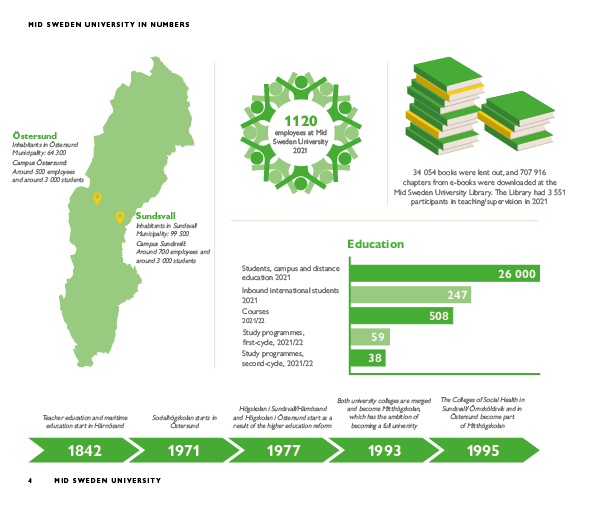 MID SWEDEN UNIVERSITY IN NUMBERS
Östersund
Inhabitants in Östersund
Municipality: 64 300
Campus Östersund:
Around 500 employees
and around 3 000 students
Sundsvall
Inhabitants in Sundsvall
Municipality: 99 500
Campus Sundsvall:
Around 700 employees and
around 3 000 students
1120
employees at Mid
Sweden University
2021
34 054 books were lent out, and 707 916
chapters from e-books were downloaded at the
Mid Sweden University Library. The Library had 3 551
participants in teaching/supervision in 2021
Education
Students, campus and distance
education 2021
26 000
Inbound international students
2021
247
Courses
2021/22
508
Study programmes,
first-cycle, 2021/22
59
Study programmes,
second-cycle, 2021/22
38
Teacher education and maritime
education start in Härnösand
1842
Socialhögskolan starts in
Östersund
1971
Högskolan i Sundsvall/Härnösand
and Högskolan i Östersund start as a
result of the higher education reform
1977
Both university colleges are merged
and become Mitthögskolan,
which has the ambition of
becoming a full university
1993
The Colleges of Social Health in
Sundsvall/Örnsköldsvik and in
Östersund become part
of Mitthögskolan
1995
4 MID SWEDEN UNIVERSITY